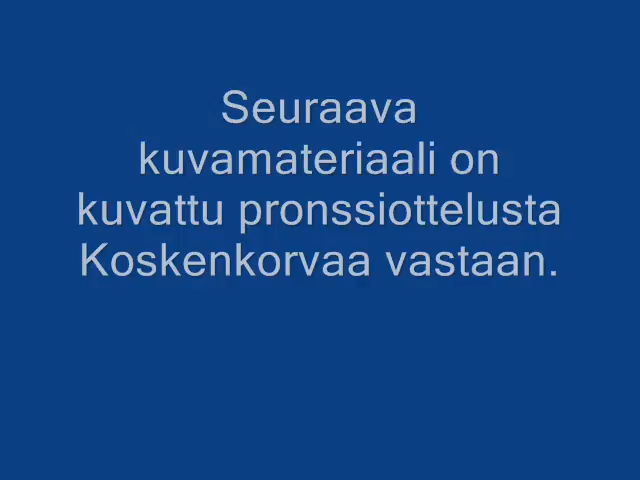 Seuraava
kuvamateriaali on
kuvattu pronssiottelusta
Koskenkorvaa vastaan.